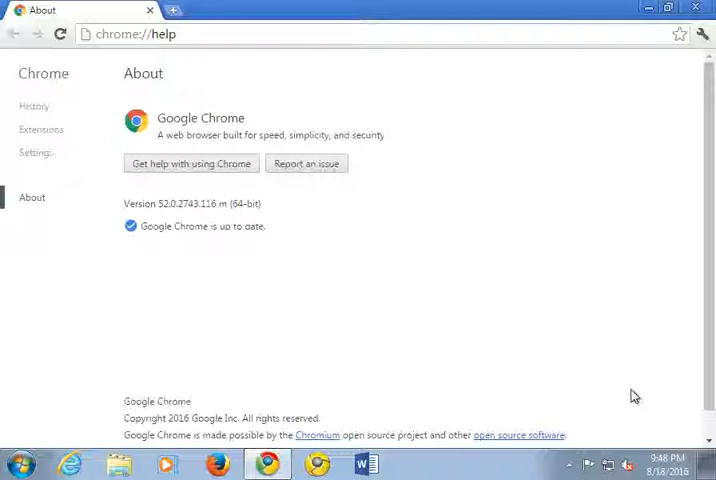 About
chrome://help
Chrome
About
History
Extensions
Settings
About
Google Chrome
A web browser built for speed, simplicity, and security
Get help with using Chrome
Report an issue
Version 52.0.2743.116 m (64-bit)
Google Chrome is up to date.
Google Chrome
Copyright 2016 Google Inc. All rights reserved.
Google Chrome is made possible by the Chromium open source project and other open source software.
9:48 PM
8/18/2016